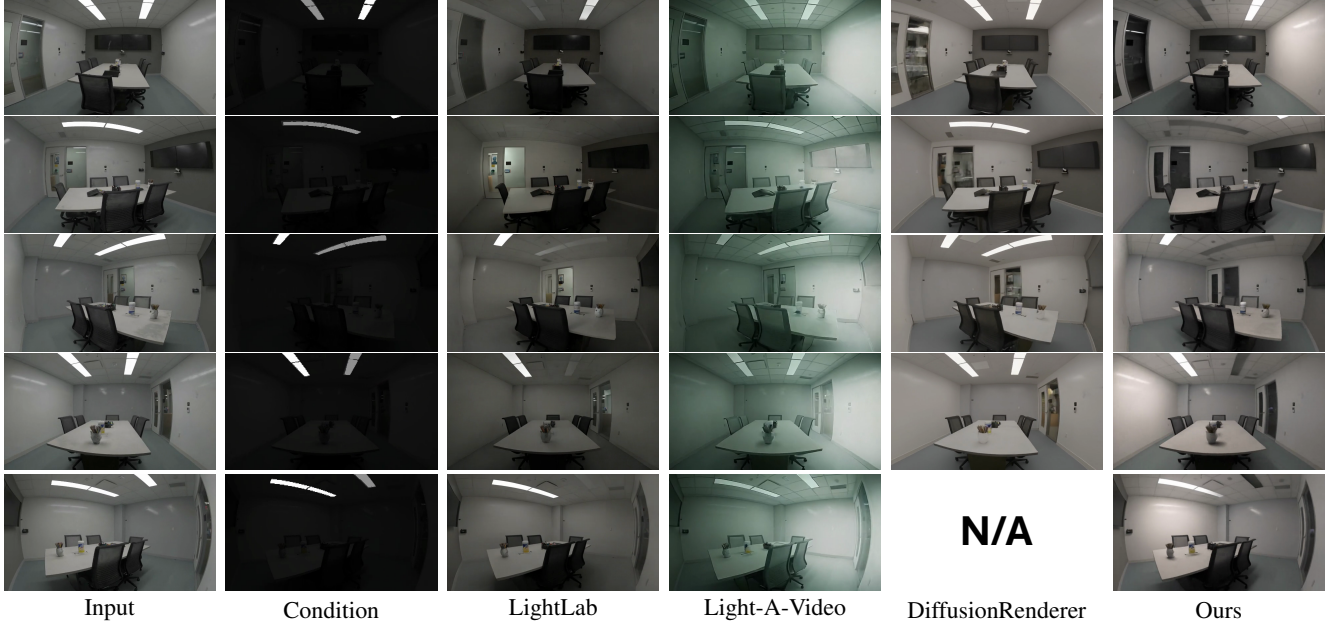 N/A
Input
Condition
LightLab
Light-A-Video
DiffusionRenderer
Ours